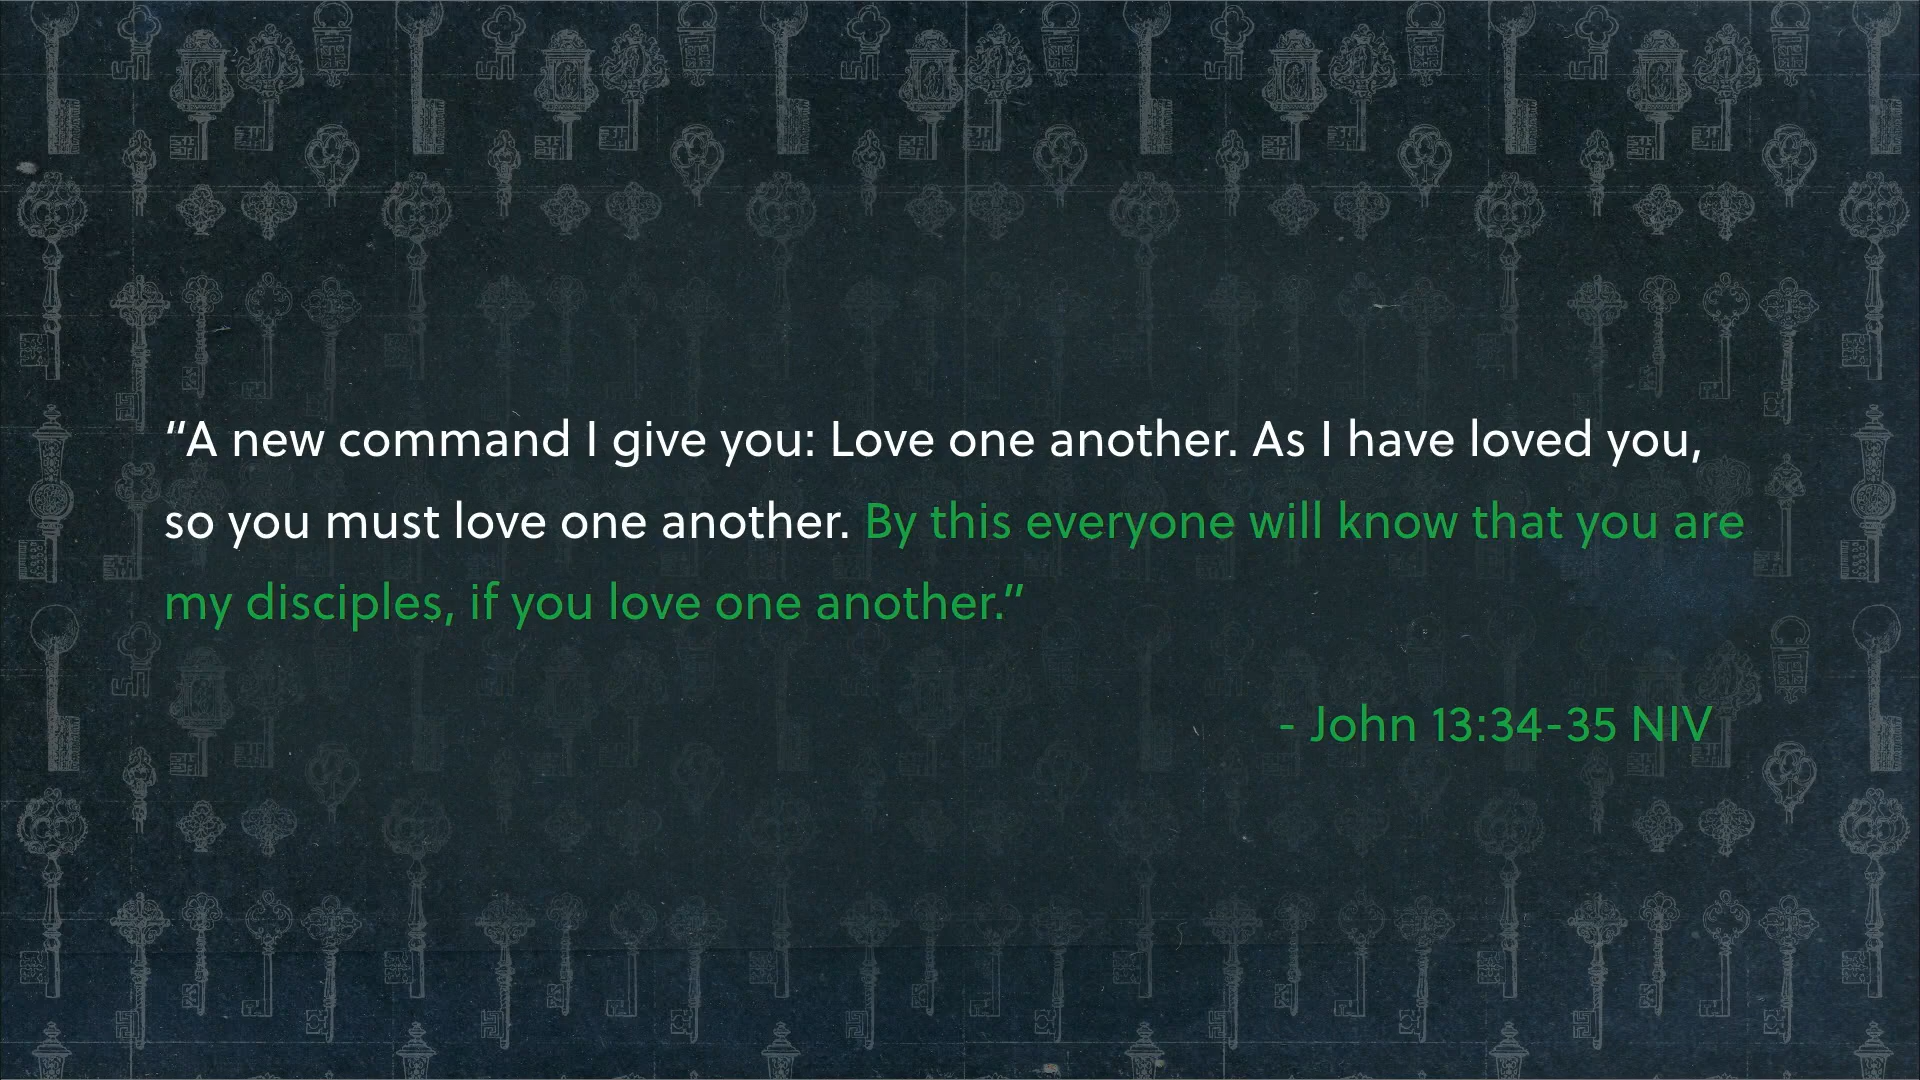 “A new command I give you: Love one another. As I have loved you,
so you must love one another. By this everyone will know that you are
my disciples, if you love one another.”
- John 13:34-35 NIV